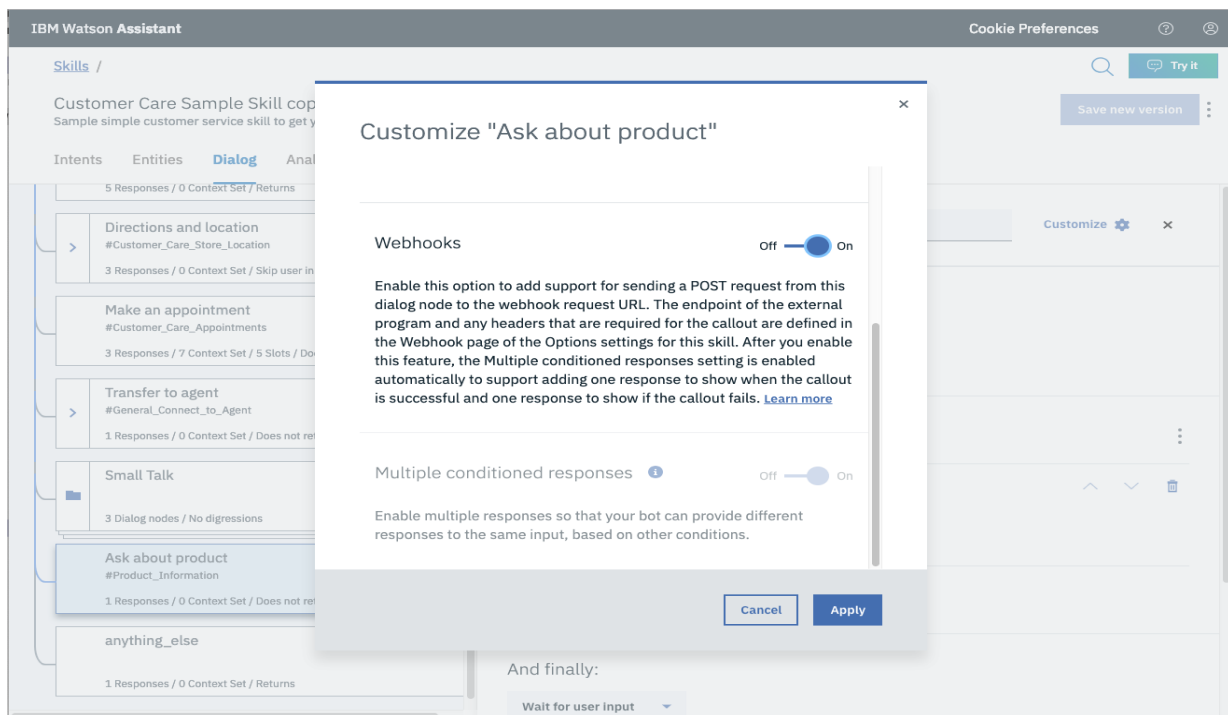 IBM Watson Assistant
Cookie Preferences
Skills /
Try it
Customer Care Sample Skill cop
Sample simple customer service skill to get y
Save new version
Intents Entities Dialog Anal
5 Responses / 0 Context Set / Returns
Directions and location
#Customer_Care_Store_Location
3 Responses / 0 Context Set / Skip user in
Make an appointment
#Customer_Care_Appointments
3 Responses / 7 Context Set / 5 Slots / Do
Transfer to agent
#General_Connect_to_Agent
1 Responses / 0 Context Set / Does not ret
Small Talk
3 Dialog nodes / No digressions
Ask about product
#Product_Information
1 Responses / 0 Context Set / Does not ret
anything_else
1 Responses / 0 Context Set / Returns
Customize "Ask about product"
Webhooks
Off On
Enable this option to add support for sending a POST request from this
dialog node to the webhook request URL. The endpoint of the external
program and any headers that are required for the callout are defined in
the Webhook page of the Options settings for this skill. After you enable
this feature, the Multiple conditioned responses setting is enabled
automatically to support adding one response to show when the callout
is successful and one response to show if the callout fails. Learn more
Multiple conditioned responses
Off On
Enable multiple responses so that your bot can provide different
responses to the same input, based on other conditions.
Cancel Apply
Customize
And finally:
Wait for user input